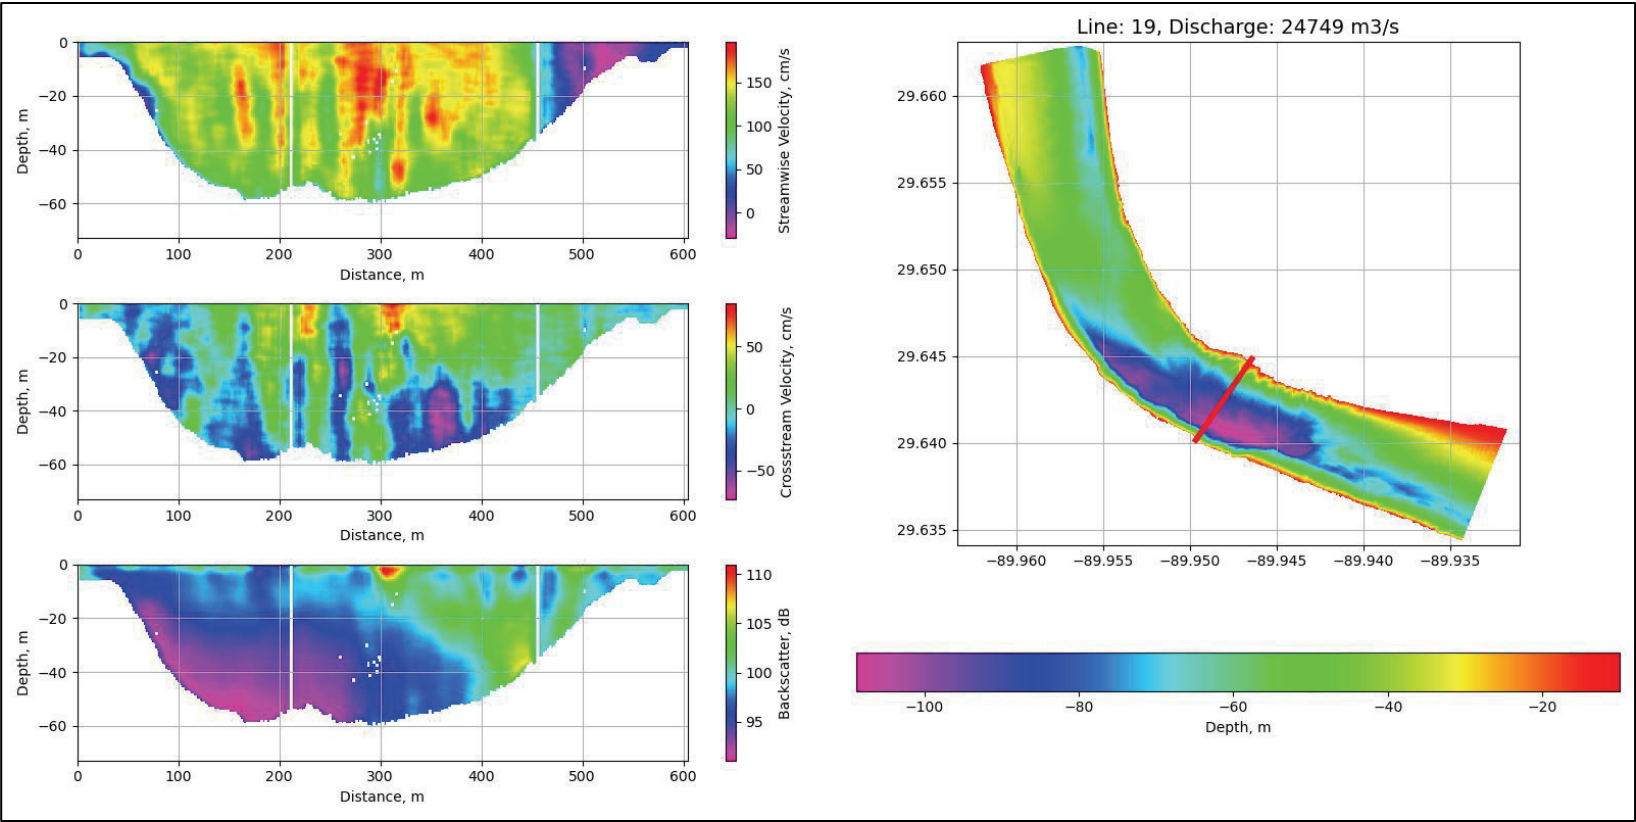 0
−20
−40
−60
Depth, m
0 100 200 300 400 500 600
Distance, m
150
100
50
0
Streamwise Velocity, cm/s
0
−20
−40
−60
Depth, m
0 100 200 300 400 500 600
Distance, m
50
0
−50
Crossstream Velocity, cm/s
0
−20
−40
−60
Depth, m
0 100 200 300 400 500 600
Distance, m
110
105
100
95
Backscatter, dB
Line: 19, Discharge: 24749 m3/s
29.660
29.655
29.650
29.645
29.640
29.635
−89.960 −89.955 −89.950 −89.945 −89.940 −89.935
−100 −80 −60 −40 −20
Depth, m